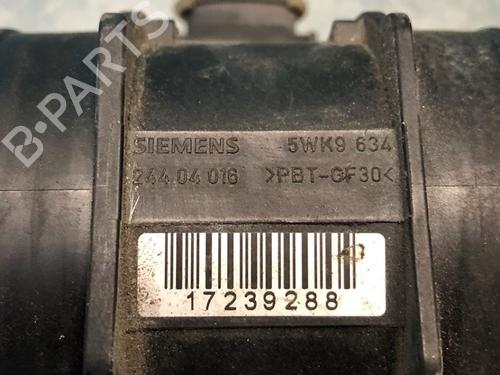 B-PARTS
SIEMENS 5WK9 634
244 04 016 >PBT-GF30<
17239288